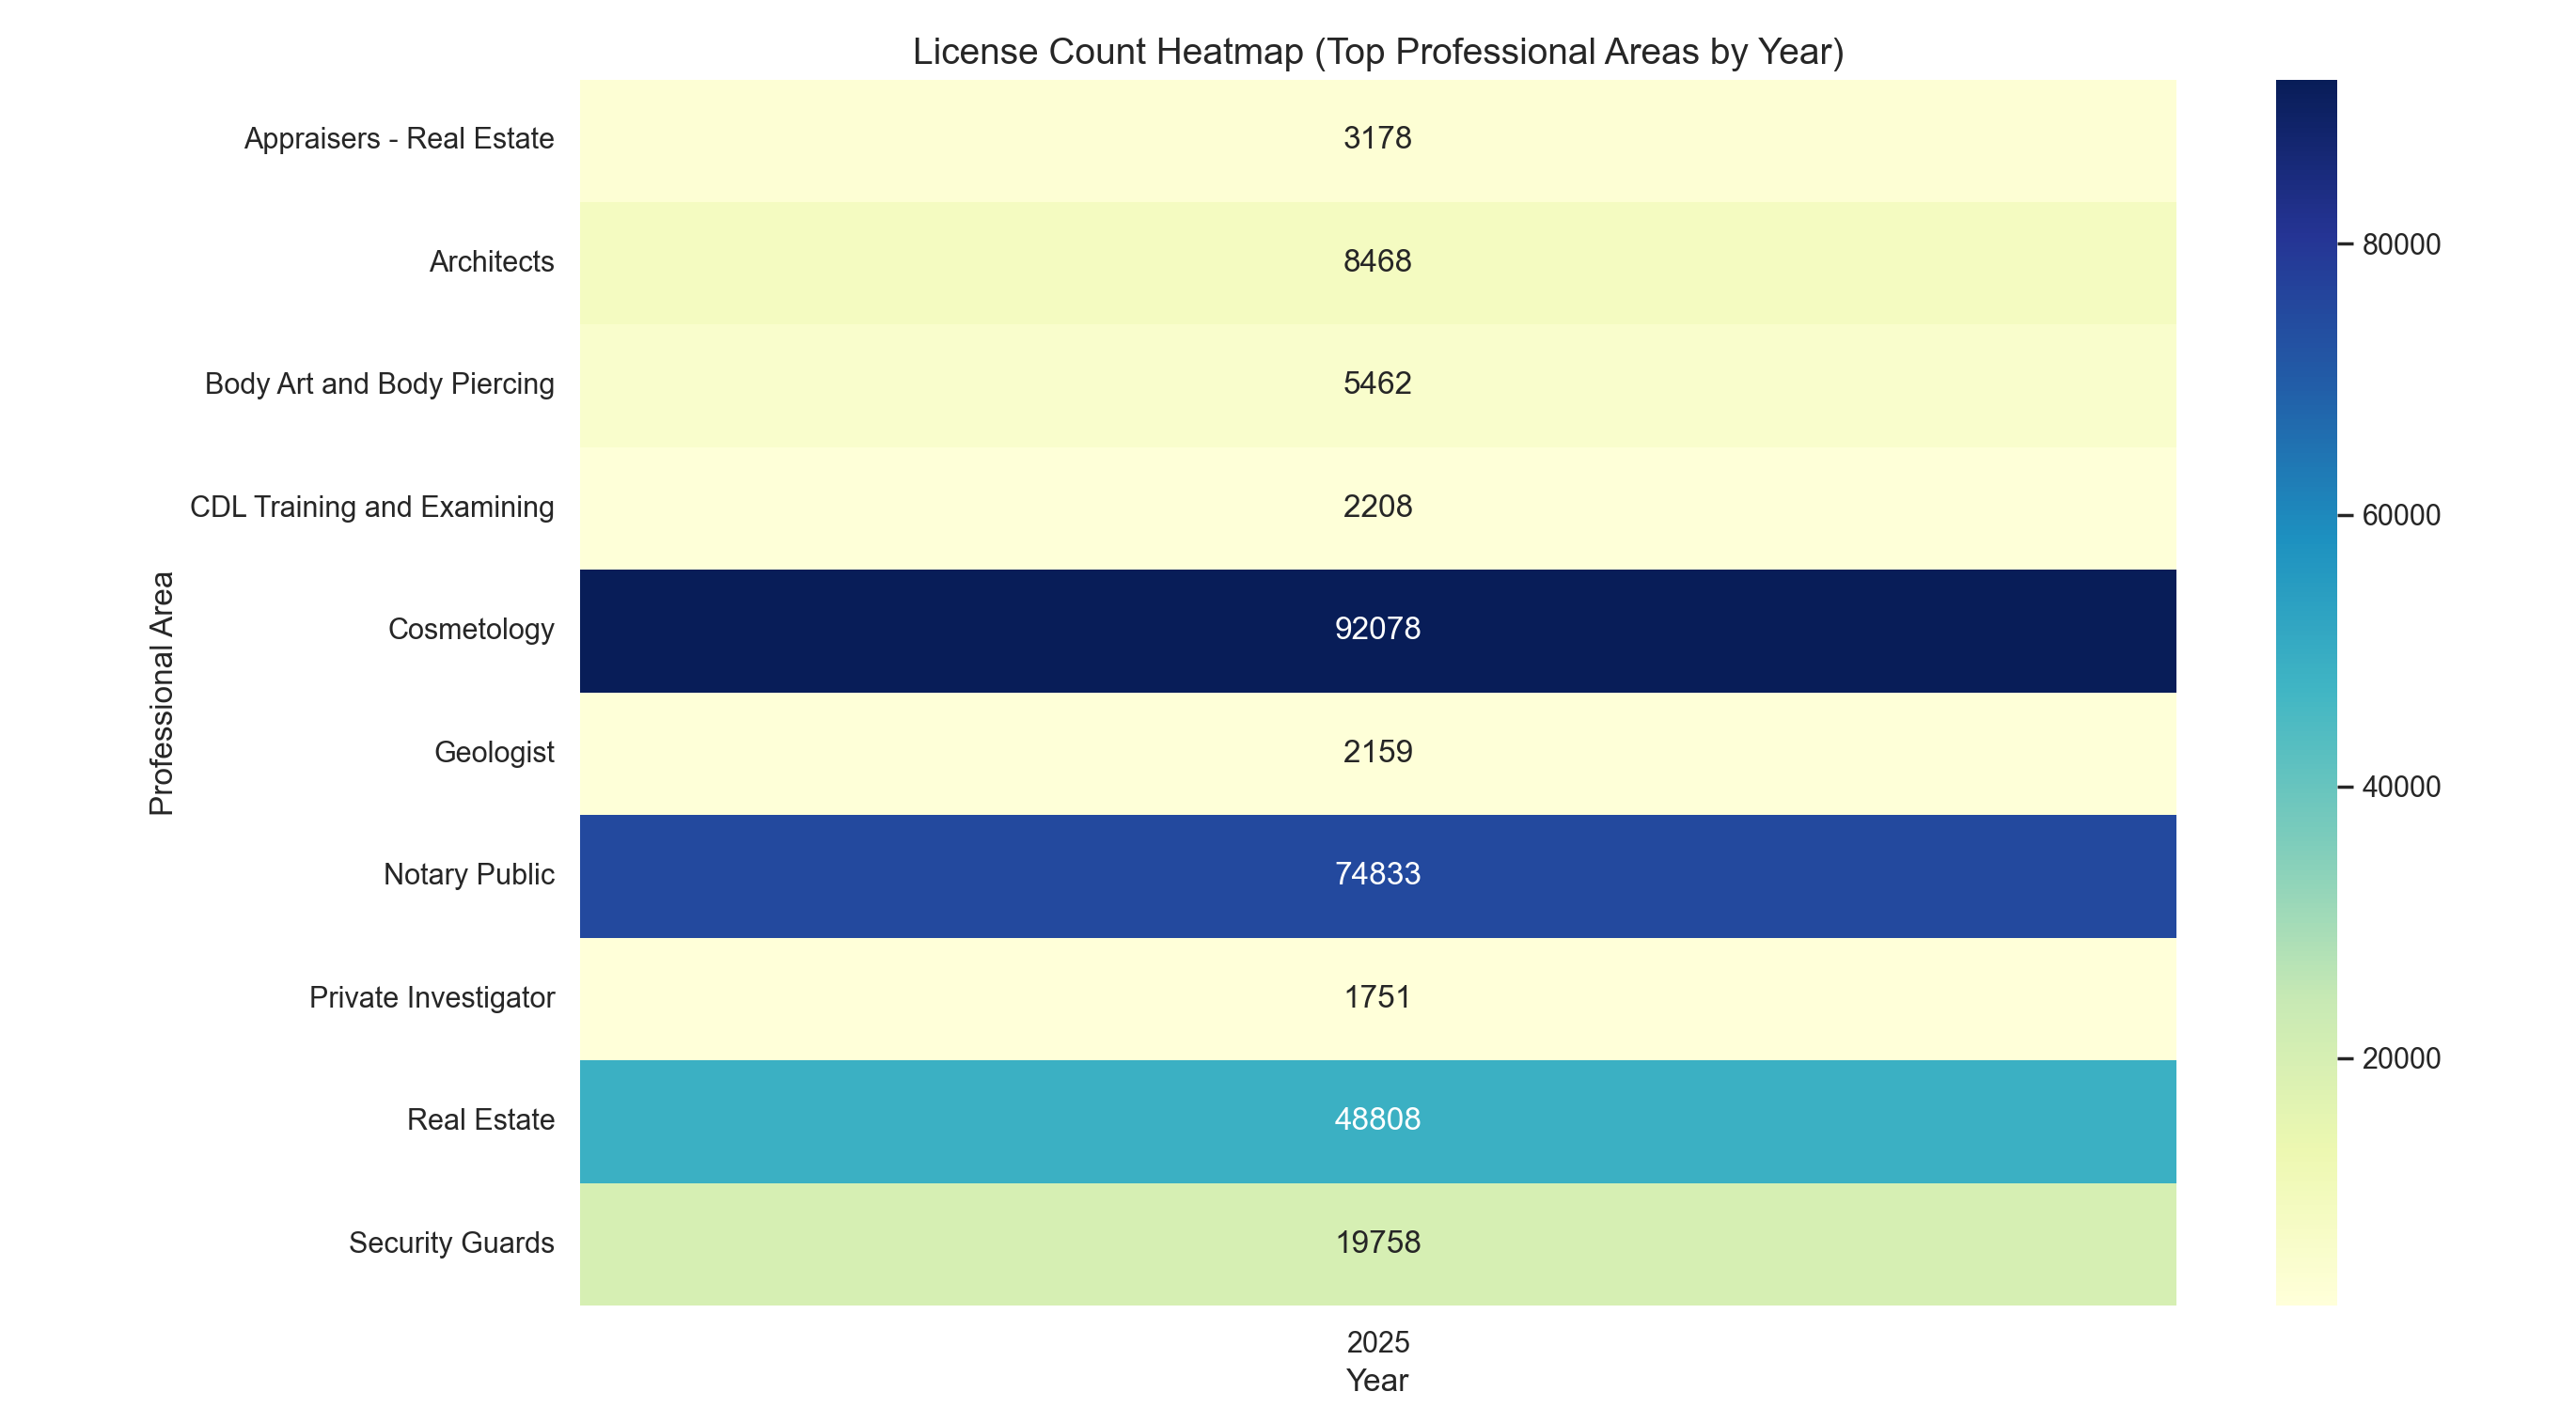 License Count Heatmap (Top Professional Areas by Year)
Appraisers - Real Estate
3178
Architects
8468
Body Art and Body Piercing
5462
CDL Training and Examining
2208
Cosmetology
92078
Geologist
2159
Notary Public
74833
Private Investigator
1751
Real Estate
48808
Security Guards
19758
Professional Area
2025
Year
80000
60000
40000
20000